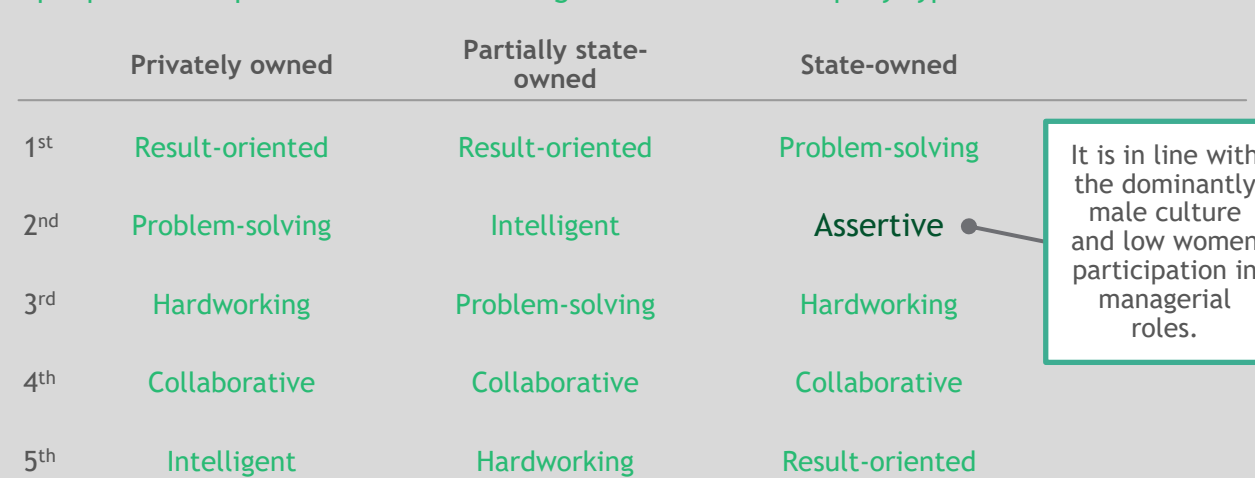 Privately owned
Partially state-
owned
State-owned
1st Result-oriented Result-oriented Problem-solving
2nd Problem-solving Intelligent Assertive
3rd Hardworking Problem-solving Hardworking
4th Collaborative Collaborative Collaborative
5th Intelligent Hardworking Result-oriented
It is in line with
the dominantly
male culture
and low women
participation in
managerial
roles.